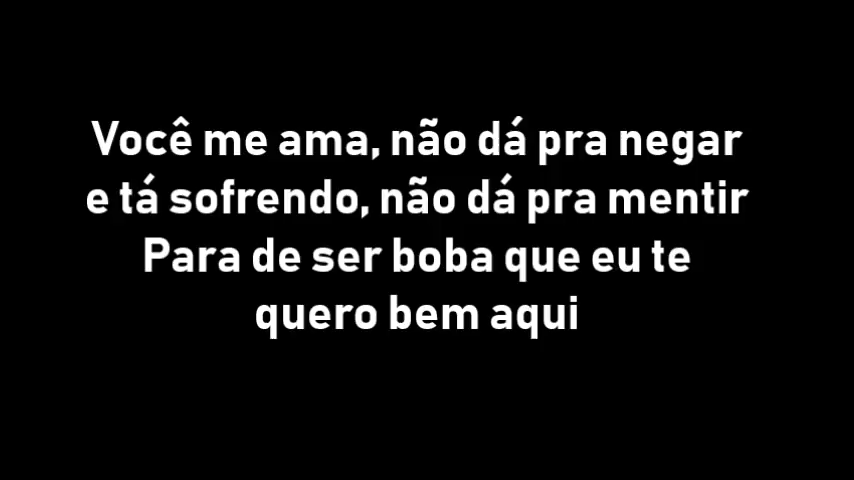 Você me ama, não dá pra negar
e tá sofrendo, não dá pra mentir
Para de ser boba que eu te
quero bem aqui